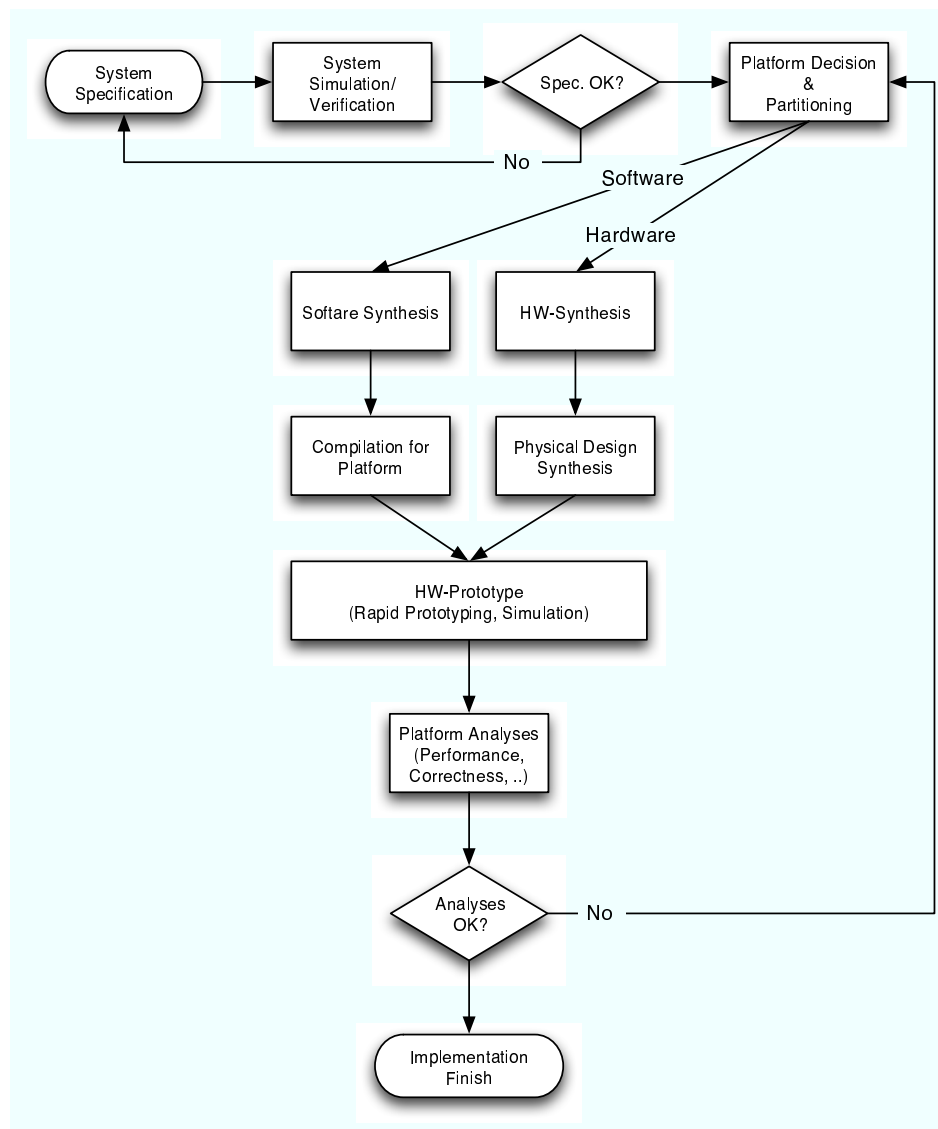 System
Specification
System
Simulation/
Verification
Spec. OK?
Platform Decision
&
Partitioning
No
Software
Hardware
Softare Synthesis
HW-Synthesis
Compilation for
Platform
Physical Design
Synthesis
HW-Prototype
(Rapid Prototyping, Simulation)
Platform Analyses
(Performance,
Correctness, ..)
Analyses
OK?
No
Implementation
Finish